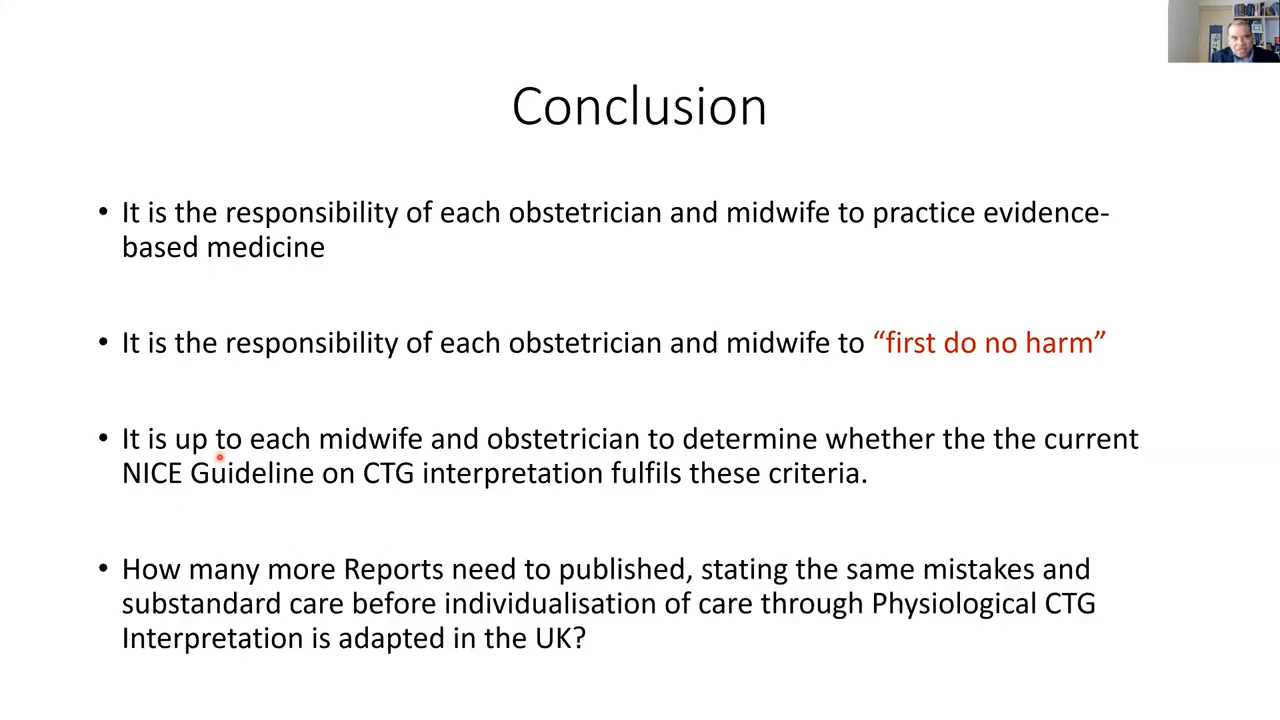 Conclusion
• It is the responsibility of each obstetrician and midwife to practice evidence-
based medicine
• It is the responsibility of each obstetrician and midwife to “first do no harm”
• It is up to each midwife and obstetrician to determine whether the the current
NICE Guideline on CTG interpretation fulfils these criteria.
• How many more Reports need to published, stating the same mistakes and
substandard care before individualisation of care through Physiological CTG
Interpretation is adapted in the UK?